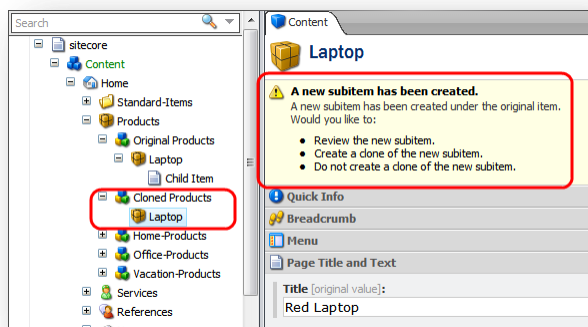 Search
sitecore
Content
Home
Standard-Items
Products
Original Products
Laptop
Child Item
Cloned Products
Laptop
Home-Products
Office-Products
Vacation-Products
Services
References
Content
Laptop
A new subitem has been created.
A new subitem has been created under the original item.
Would you like to:
Review the new subitem.
Create a clone of the new subitem.
Do not create a clone of the new subitem.
Quick Info
Breadcrumb
Menu
Page Title and Text
Title [original value]:
Red Laptop